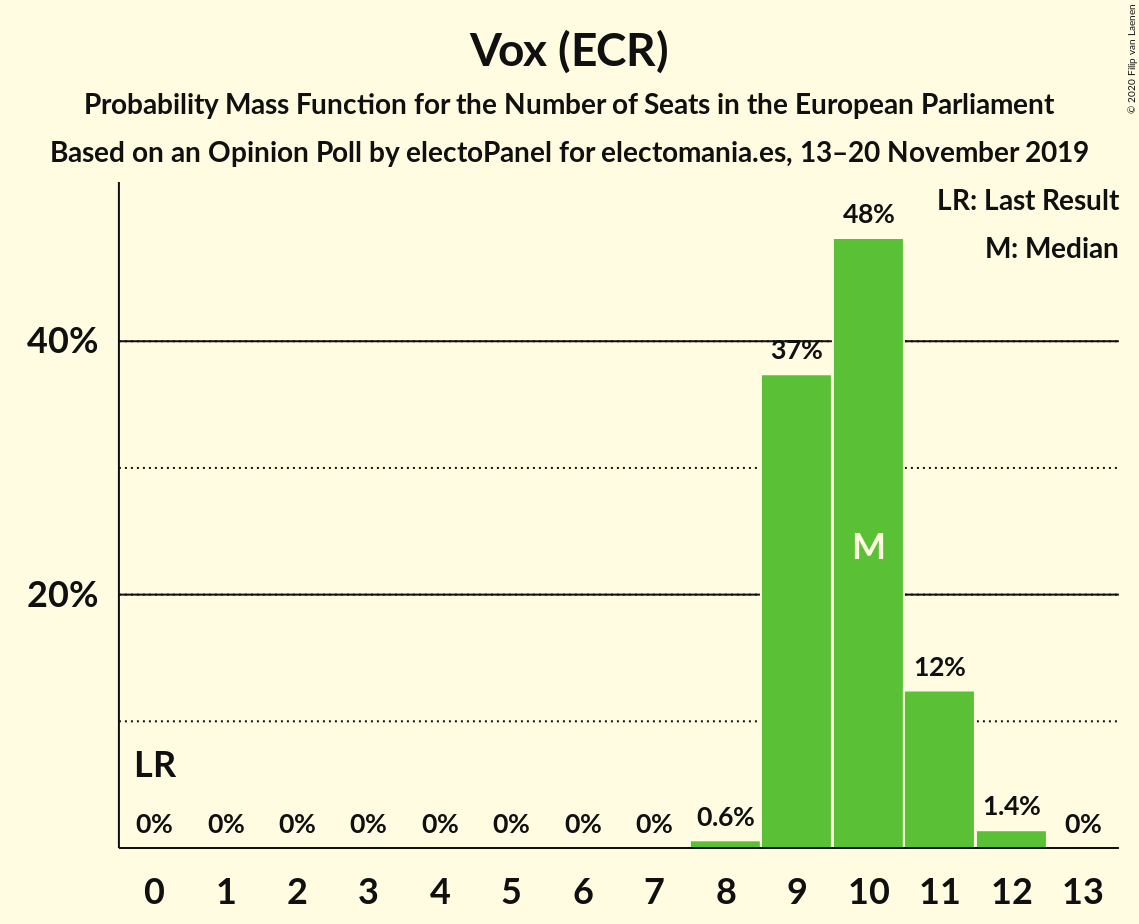 Vox (ECR)
Probability Mass Function for the Number of Seats in the European Parliament
Based on an Opinion Poll by electoPanel for electomania.es, 13–20 November 2019
© 2020 Filip van Laenen
LR: Last Result
M: Median
48%
40%
37%
M
20%
12%
LR
0% 0% 0% 0% 0% 0% 0% 0% 0.6% 1.4% 0%
0 1 2 3 4 5 6 7 8 9 10 11 12 13